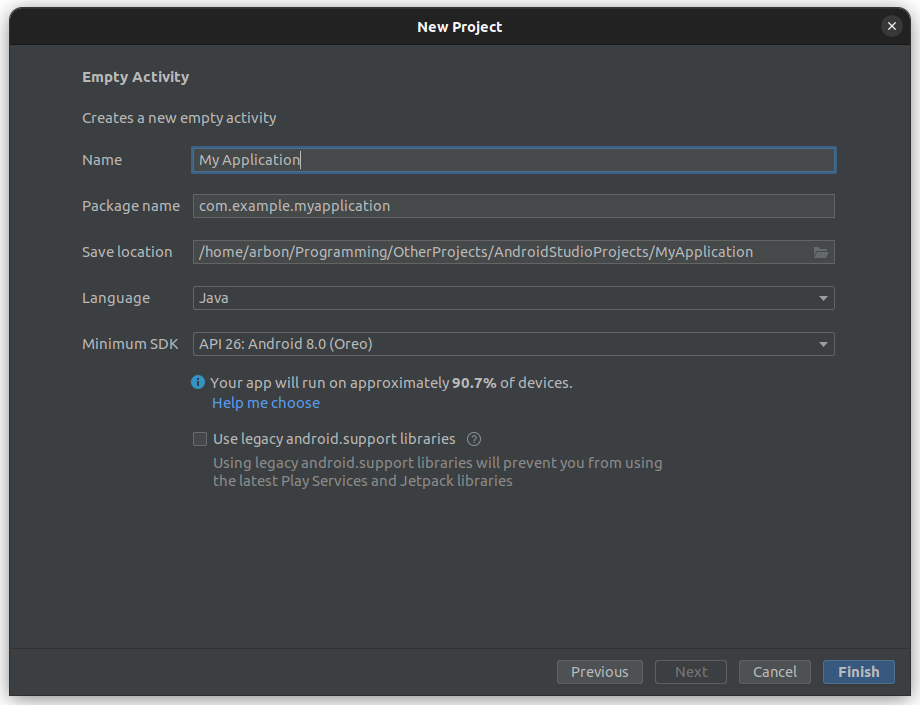 New Project
Empty Activity
Creates a new empty activity
Name My Application
Package name com.example.myapplication
Save location /home/arbon/Programming/OtherProjects/AndroidStudioProjects/MyApplication
Language Java
Minimum SDK API 26: Android 8.0 (Oreo)
Your app will run on approximately 90.7% of devices.
Help me choose
Use legacy android.support libraries ?
Using legacy android.support libraries will prevent you from using
the latest Play Services and Jetpack libraries
Previous Next Cancel Finish